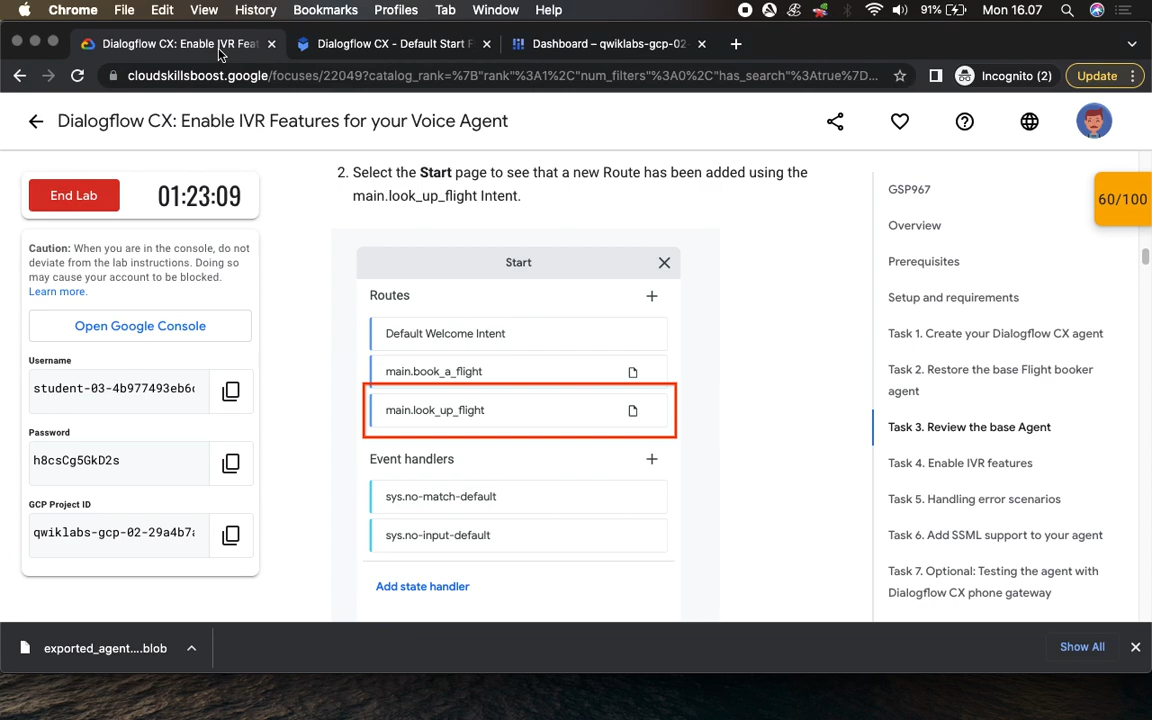 Chrome File Edit View History Bookmarks Profiles Tab Window Help 91% Mon 16.07
Dialogflow CX: Enable IVR Feat Dialogflow CX - Default Start F Dashboard – qwiklabs-gcp-02-
cloudskillsboost.google/focuses/22049?catalog_rank=%7B"rank"%3A1%2C"num_filters"%3A0%2C"has_search"%3Atrue%7D... Incognito (2) Update
Dialogflow CX: Enable IVR Features for your Voice Agent
End Lab 01:23:09
Caution: When you are in the console, do not
deviate from the lab instructions. Doing so
may cause your account to be blocked.
Learn more.
Open Google Console
Username
student-03-4b977493eb6
Password
h8csCg5GkD2s
GCP Project ID
qwiklabs-gcp-02-29a4b7
2. Select the Start page to see that a new Route has been added using the
main.look_up_flight Intent.
Start
Routes
Default Welcome Intent
main.book_a_flight
main.look_up_flight
Event handlers
sys.no-match-default
sys.no-input-default
Add state handler
GSP967
Overview
Prerequisites
Setup and requirements
Task 1. Create your Dialogflow CX agent
Task 2. Restore the base Flight booker
agent
Task 3. Review the base Agent
Task 4. Enable IVR features
Task 5. Handling error scenarios
Task 6. Add SSML support to your agent
Task 7. Optional: Testing the agent with
Dialogflow CX phone gateway
60/100
exported_agent....blob
Show All